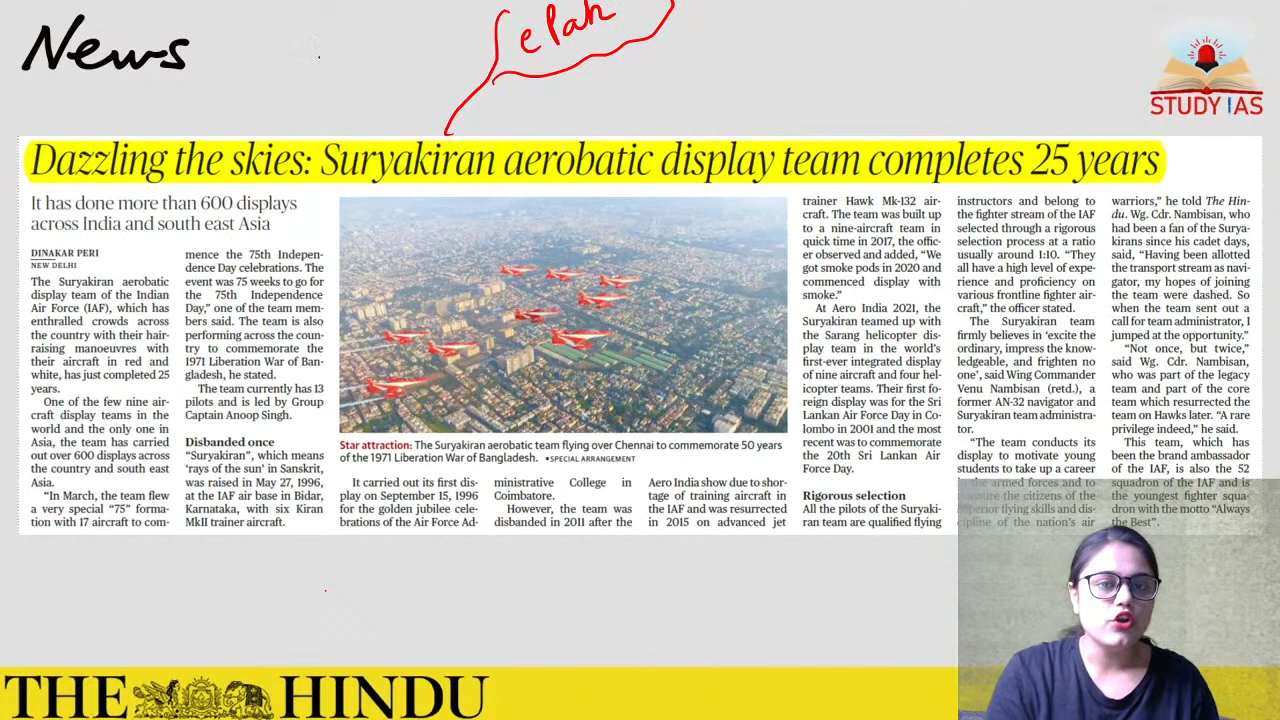 News
elah
STUDY IAS
Dazzling the skies: Suryakiran aerobatic display team completes 25 years
It has done more than 600 displays
across India and south east Asia
DINAKAR PERI
NEW DELHI
The Suryakiran aerobatic
display team of the Indian
Air Force (IAF), which has
enthralled crowds across
the country with their hair-
raising manoeuvres with
their aircraft in red and
white, has just completed 25
years.
One of the few nine air-
craft display teams in the
world and the only one in
Asia, the team has carried
out over 600 displays across
the country and south east
Asia.
"In March, the team flew
a very special "75" forma-
tion with 17 aircraft to com-
mence the 75th Indepen-
dence Day celebrations. The
event was 75 weeks to go for
the 75th Independence
Day," one of the team mem-
bers said. The team is also
performing across the coun-
try to commemorate the
1971 Liberation War of Ban-
gladesh, he stated.
The team currently has 13
pilots and is led by Group
Captain Anoop Singh.
Disbanded once
"Suryakiran", which means
'rays of the sun' in Sanskrit,
was raised in May 27, 1996,
at the IAF air base in Bidar,
Karnataka, with six Kiran
MkII trainer aircraft.
Star attraction: The Suryakiran aerobatic team flying over Chennai to commemorate 50 years
of the 1971 Liberation War of Bangladesh. ▪SPECIAL ARRANGEMENT
It carried out its first dis-
play on September 15, 1996
for the golden jubilee cele-
brations of the Air Force Ad-
ministrative College in
Coimbatore.
However, the team was
disbanded in 2011 after the
Aero India show due to shor-
tage of training aircraft in
the IAF and was resurrected
in 2015 on advanced jet
trainer Hawk Mk-132 air-
craft. The team was built up
to a nine-aircraft team in
quick time in 2017, the offic-
er observed and added, "We
got smoke pods in 2020 and
commenced display with
smoke."
At Aero India 2021, the
Suryakiran teamed up with
the Sarang helicopter dis-
play team in the world's
first-ever integrated display
of nine aircraft and four hel-
icopter teams. Their first fo-
reign display was for the Sri
Lankan Air Force Day in Co-
lombo in 2001 and the most
recent was to commemorate
the 20th Sri Lankan Air
Force Day.
Rigorous selection
All the pilots of the Suryaki-
ran team are qualified flying
instructors and belong to
the fighter stream of the IAF
selected through a rigorous
selection process at a ratio
usually around 1:10. "They
all have a high level of expe-
rience and proficiency on
various frontline fighter air-
craft," the officer stated.
The Suryakiran team
firmly believes in 'excite the
ordinary, impress the know-
ledgeable, and frighten no
one', said Wing Commander
Venu Nambisan (retd.), a
former AN-32 navigator and
Suryakiran team administra-
tor.
"The team conducts its
display to motivate young
students to take up a career
in the armed forces and to
the citizens of the
superior flying skills and dis-
cipline of the nation's air
warriors," he told The Hin-
du. Wg. Cdr. Nambisan, who
had been a fan of the Surya-
kirans since his cadet days,
said, "Having been allotted
the transport stream as navi-
gator, my hopes of joining
the team were dashed. So
when the team sent out a
call for team administrator, I
jumped at the opportunity."
"Not once, but twice,"
said Wg. Cdr. Nambisan,
who was part of the legacy
team and part of the core
team which resurrected the
team on Hawks later. "A rare
privilege indeed," he said.
This team, which has
been the brand ambassador
of the IAF, is also the 52
squadron of the IAF and is
the youngest fighter squa-
dron with the motto "Always
the Best".
THE HINDU